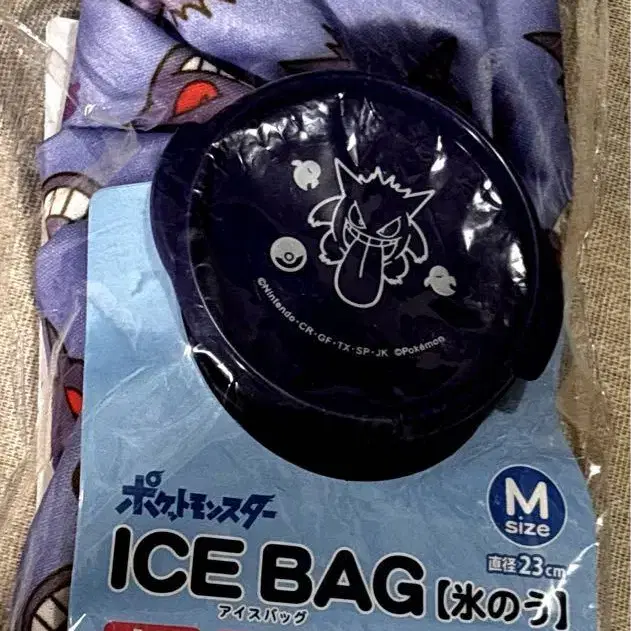 ©Nintendo・CR・GF・TX・SP・JK ©Pokémon
ポケットモンスター
M
size
直径23cm
ICE BAG【氷のう】
アイスバッグ